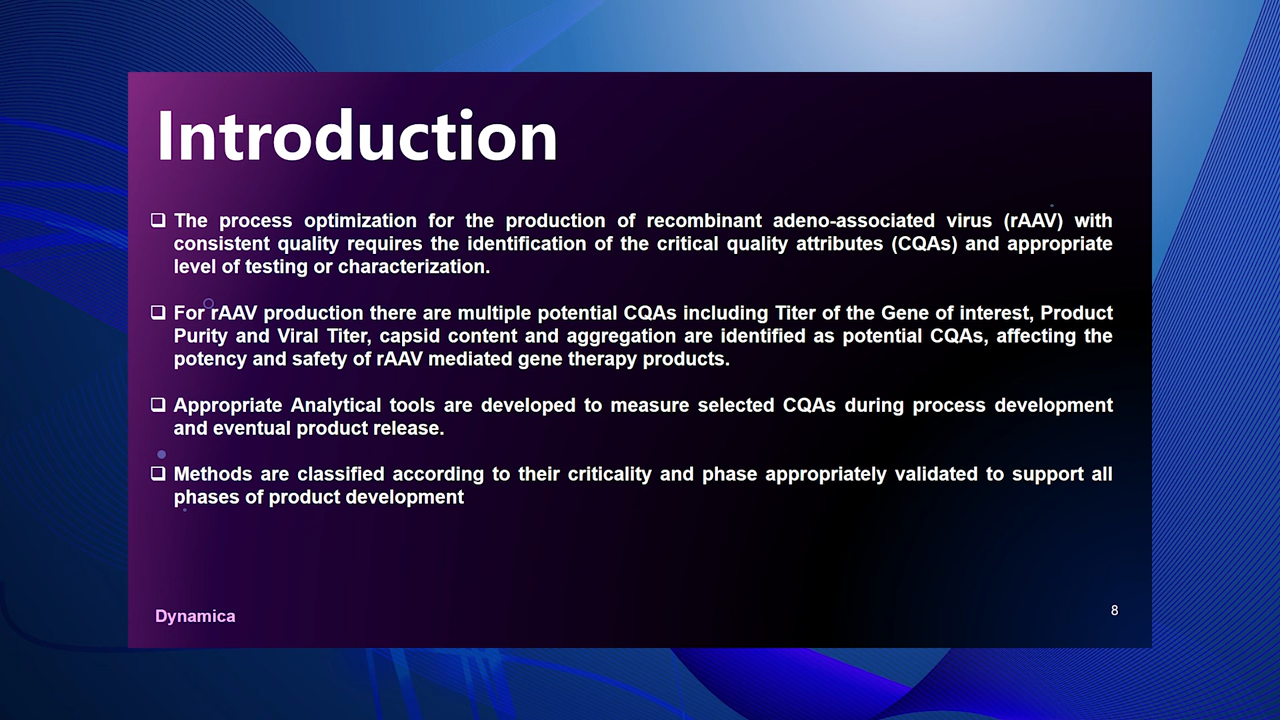 Introduction
❑ The process optimization for the production of recombinant adeno-associated virus (rAAV) with
consistent quality requires the identification of the critical quality attributes (CQAs) and appropriate
level of testing or characterization.
❑ For rAAV production there are multiple potential CQAs including Titer of the Gene of interest, Product
Purity and Viral Titer, capsid content and aggregation are identified as potential CQAs, affecting the
potency and safety of rAAV mediated gene therapy products.
❑ Appropriate Analytical tools are developed to measure selected CQAs during process development
and eventual product release.
❑ Methods are classified according to their criticality and phase appropriately validated to support all
phases of product development
Dynamica
8